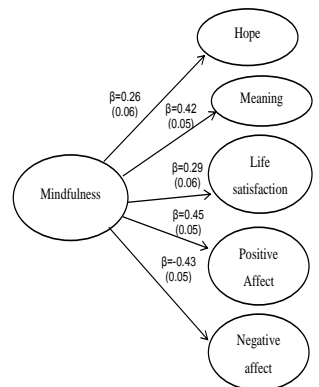 Hope
β=0.26
(0.06)
Meaning
β=0.42
(0.05)
Life
satisfaction
β=0.29
(0.06)
Mindfulness
β=0.45
(0.05)
Positive
Affect
β=-0.43
(0.05)
Negative
affect